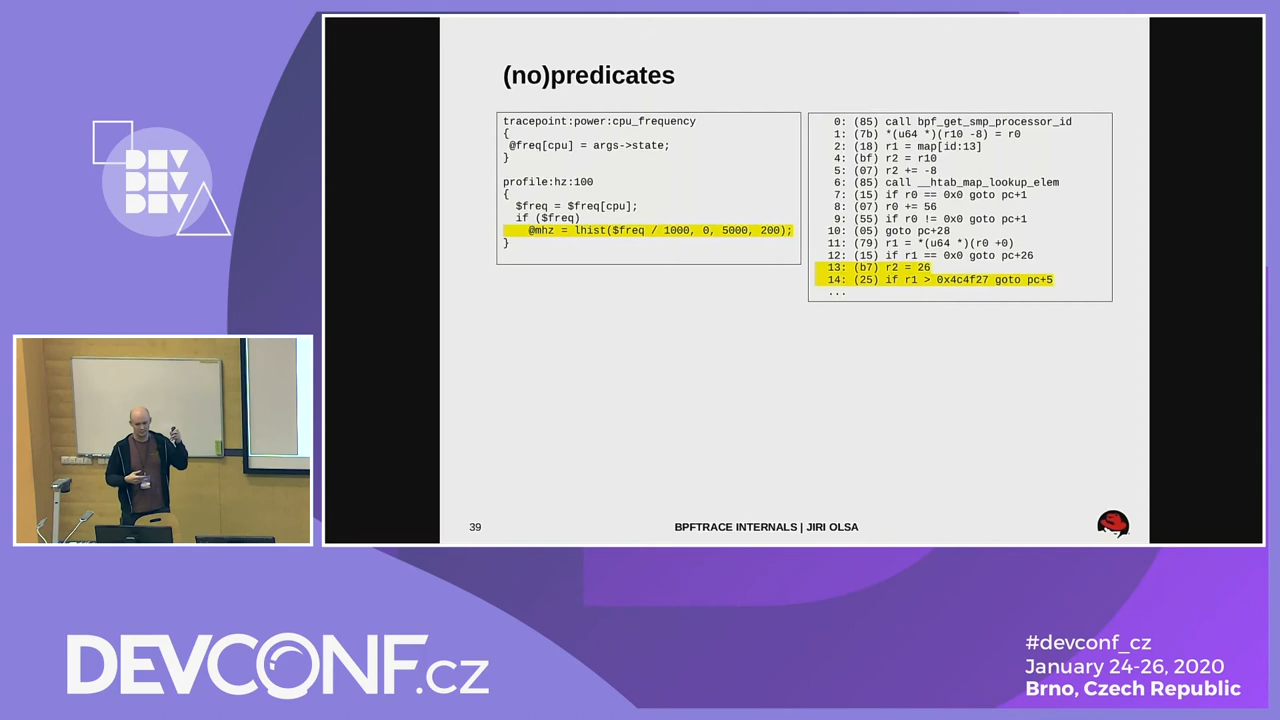 DEV
DEV
DEV
(no)predicates
tracepoint:power:cpu_frequency
{
@freq[cpu] = args->state;
}
profile:hz:100
{
$freq = $freq[cpu];
if ($freq)
@mhz = lhist($freq / 1000, 0, 5000, 200);
}
0: (85) call bpf_get_smp_processor_id
1: (7b) *(u64 *)(r10 -8) = r0
2: (18) r1 = map[id:13]
4: (bf) r2 = r10
5: (07) r2 += -8
6: (85) call __htab_map_lookup_elem
7: (15) if r0 == 0x0 goto pc+1
8: (07) r0 += 56
9: (55) if r0 != 0x0 goto pc+1
10: (05) goto pc+28
11: (79) r1 = *(u64 *)(r0 +0)
12: (15) if r1 == 0x0 goto pc+26
13: (b7) r2 = 26
14: (25) if r1 > 0x4c4f27 goto pc+5
...
39
BPFTRACE INTERNALS | JIRI OLSA
DEVCONF.cz
#devconf_cz
January 24-26, 2020
Brno, Czech Republic